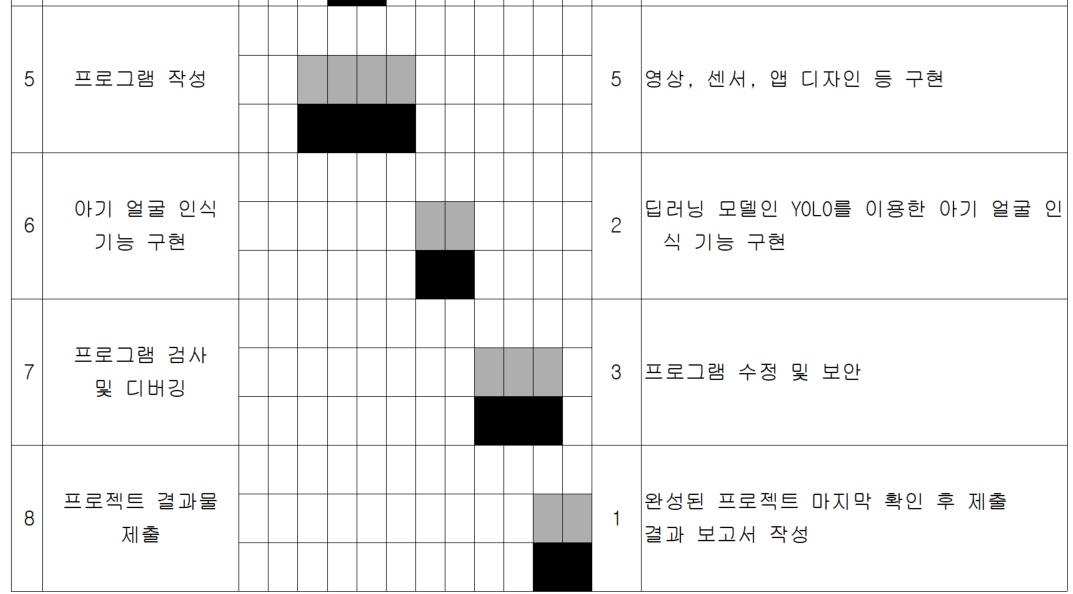 5 프로그램 작성 5 영상, 센서, 앱 디자인 등 구현
6 아기 얼굴 인식
기능 구현 2 딥러닝 모델인 YOLO를 이용한 아기 얼굴 인
식 기능 구현
7 프로그램 검사
및 디버깅 3 프로그램 수정 및 보안
8 프로젝트 결과물
제출 1 완성된 프로젝트 마지막 확인 후 제출
결과 보고서 작성